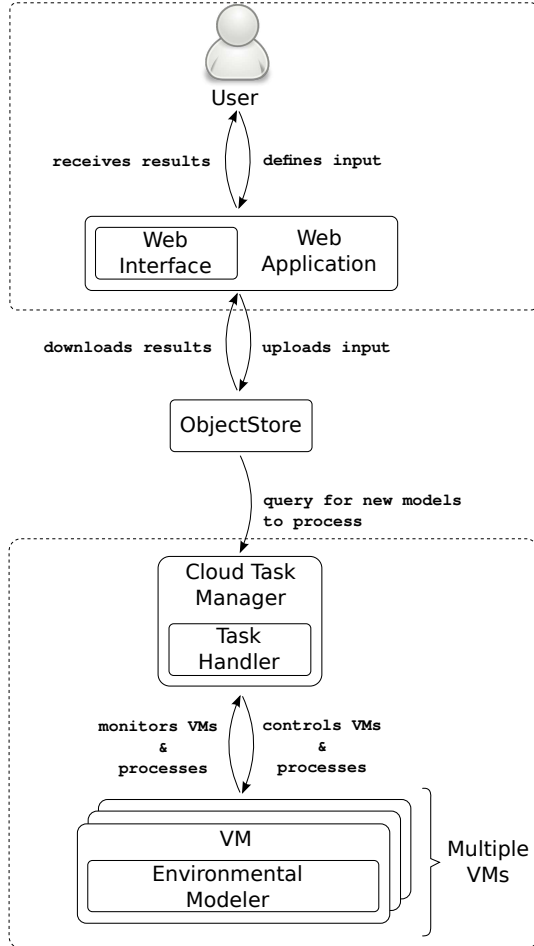 User
receives results
defines input
Web
Interface
Web
Application
downloads results
uploads input
ObjectStore
query for new models
to process
Cloud Task
Manager
Task
Handler
monitors VMs
&
processes
controls VMs
&
processes
VM
Environmental
Modeler
Multiple
VMs